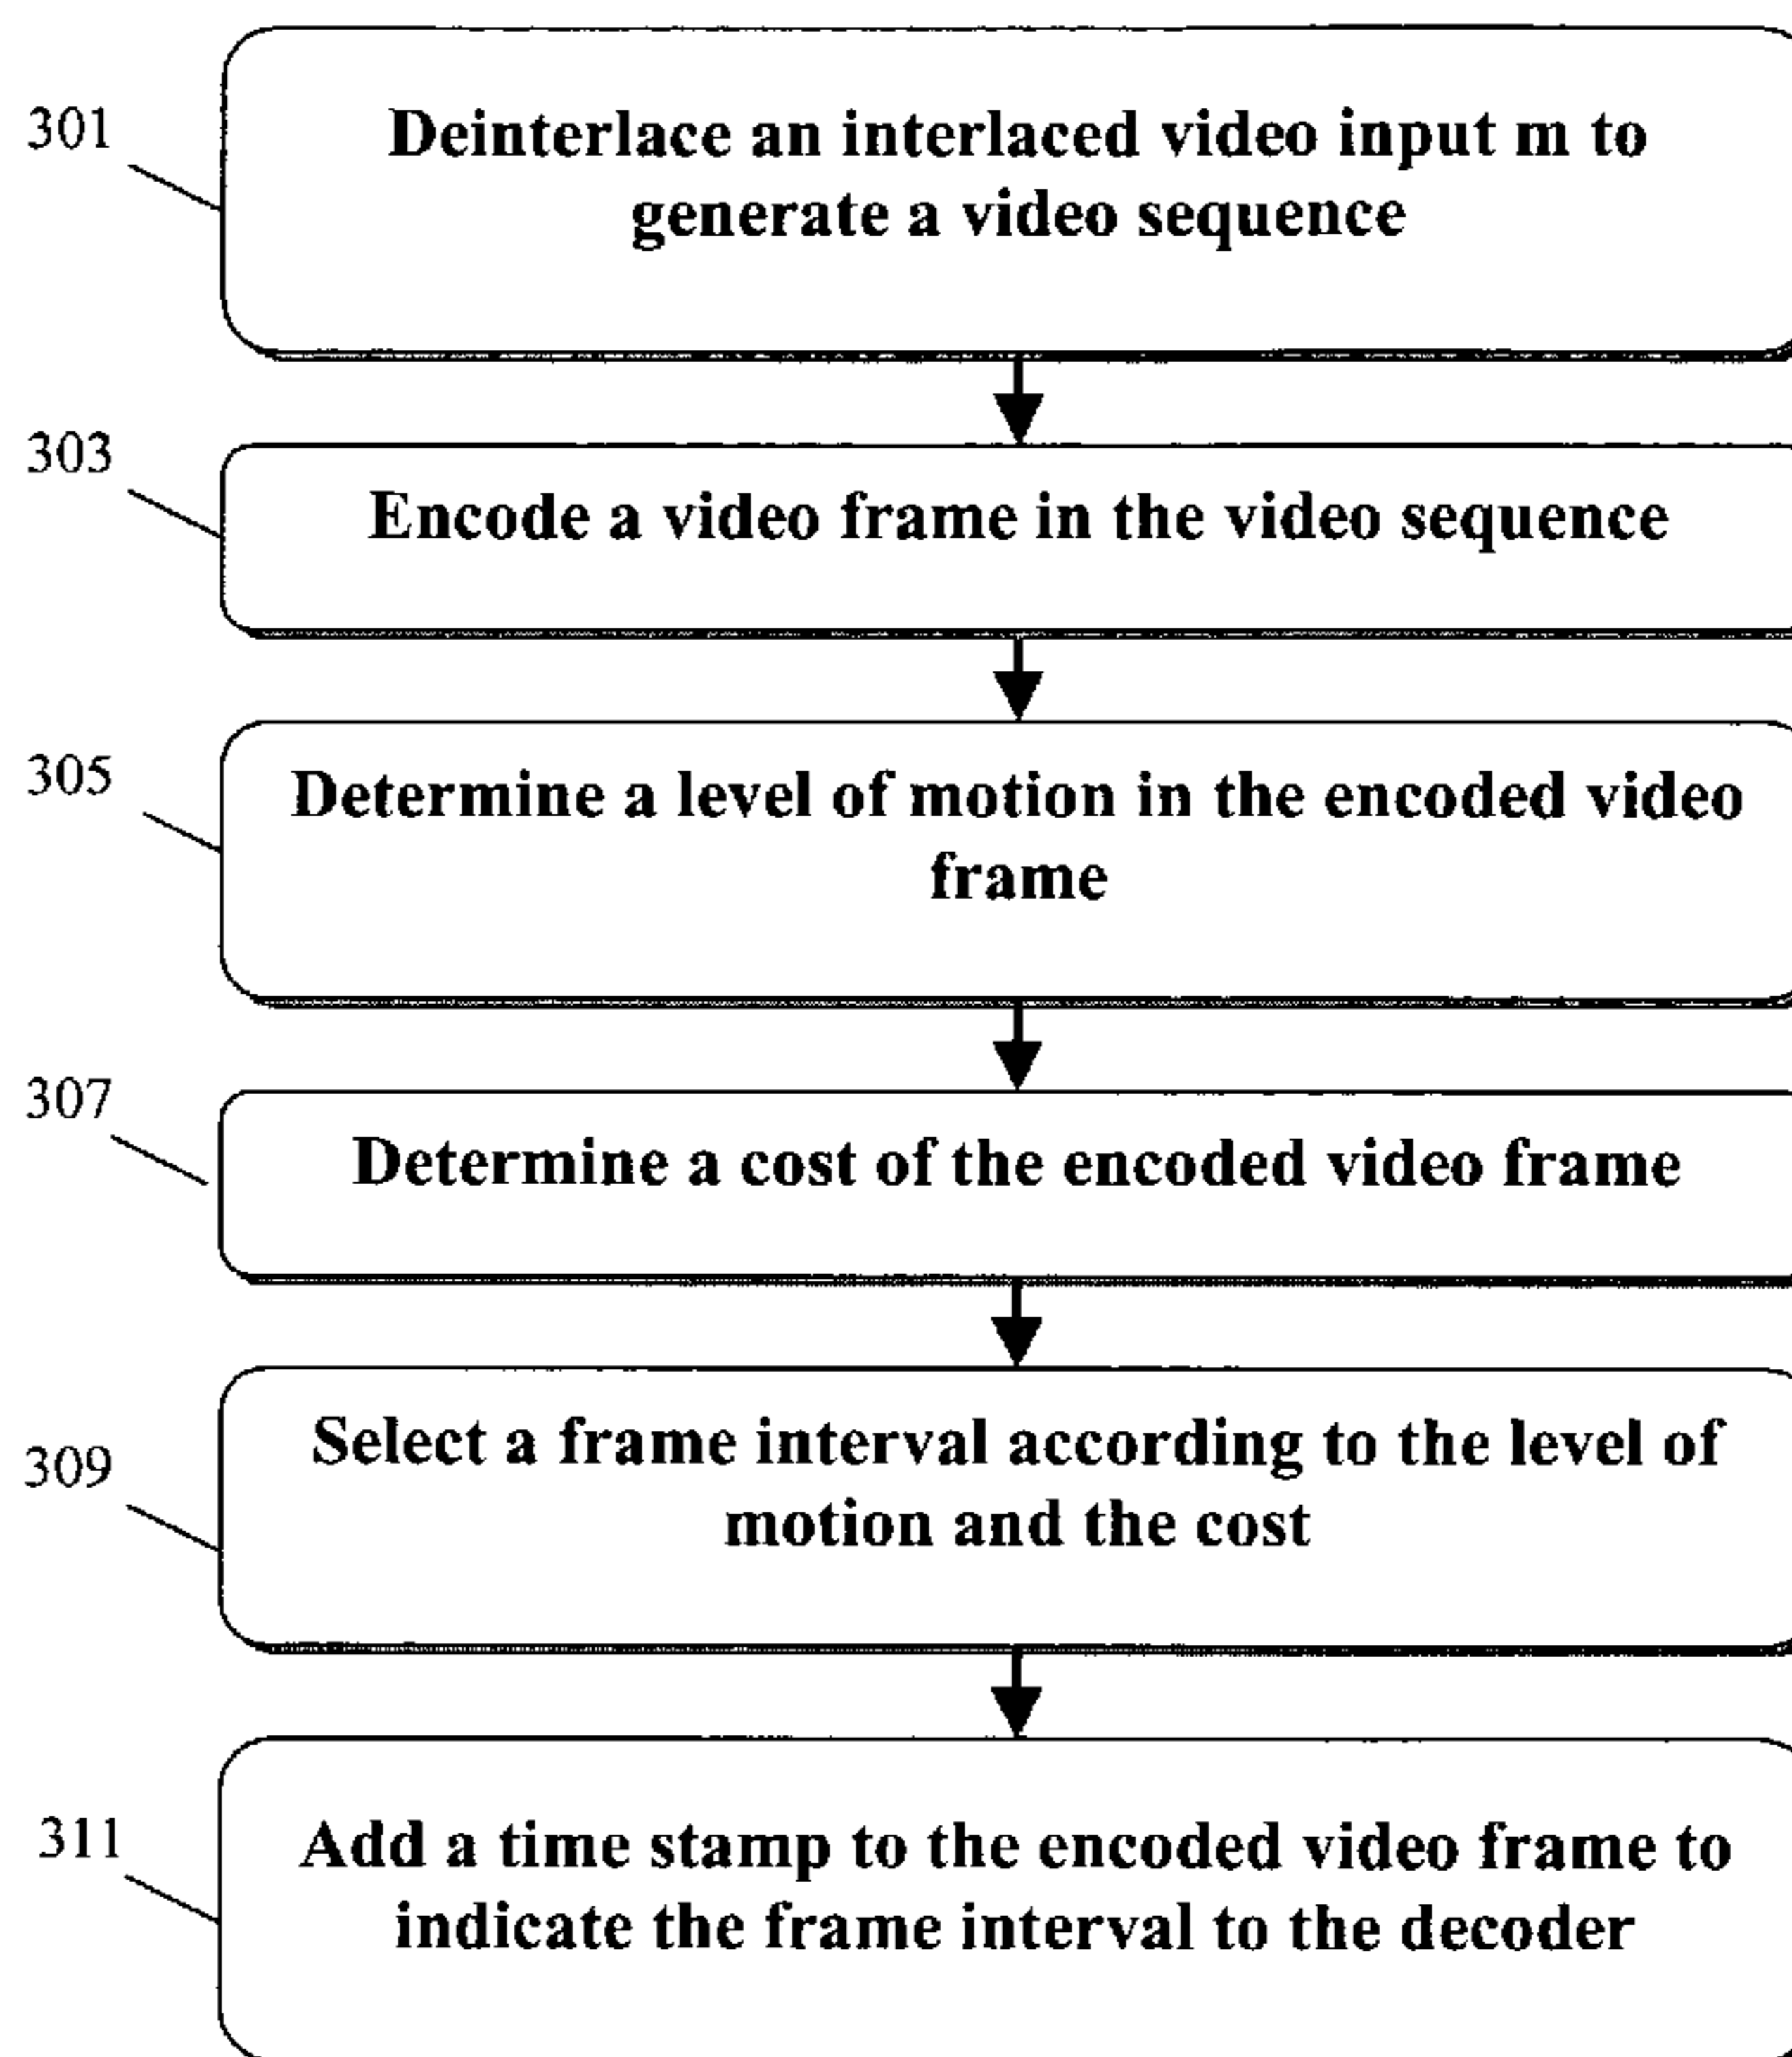 301
Deinterlace an interlaced video input m to
generate a video sequence
303
Encode a video frame in the video sequence
305
Determine a level of motion in the encoded video
frame
307
Determine a cost of the encoded video frame
309
Select a frame interval according to the level of
motion and the cost
311
Add a time stamp to the encoded video frame to
indicate the frame interval to the decoder